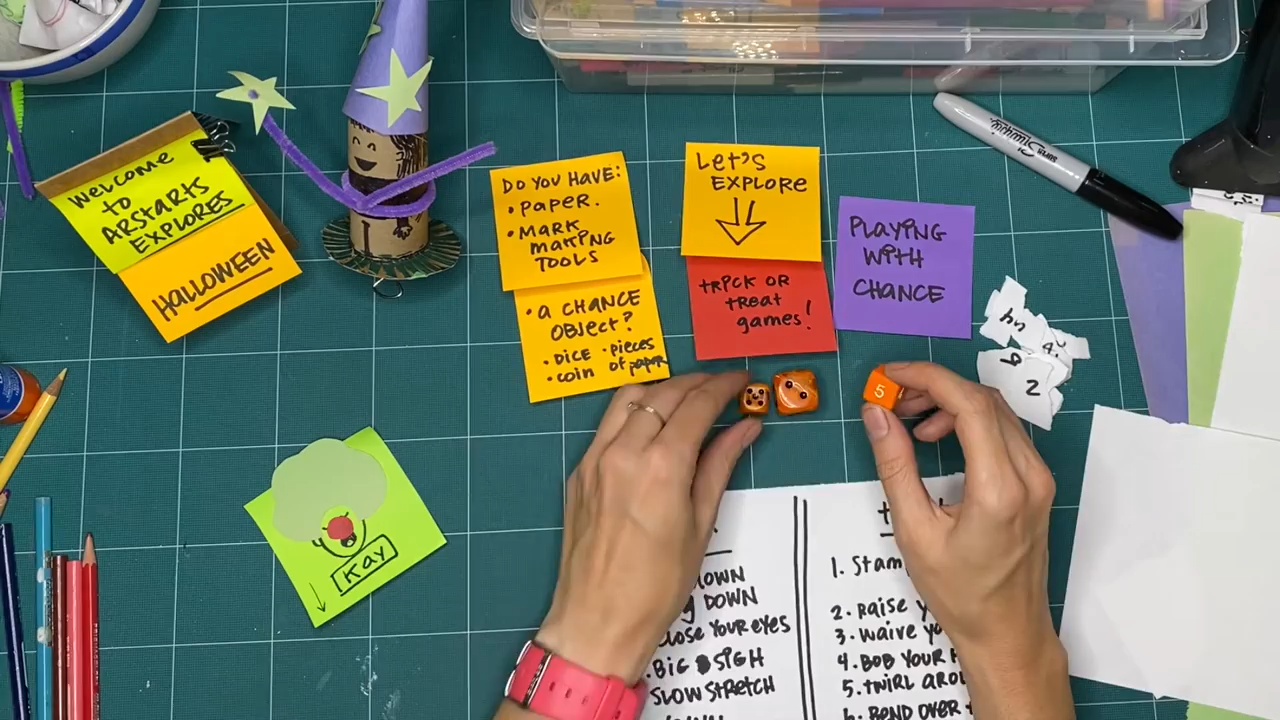 Welcome
to
ARSTARTS
EXPLORES
HALLOWEEN
DO YOU HAVE:
• PAPER.
• MARK
MAKING
TOOLS
• A CHANCE
OBJECT?
• DICE • pieces
• coin of paper
LET'S
EXPLORE
TRICK OR
treat
games!
PLAYING
WITH
CHANCE
Sharpie
KAY
5
2
DOWN
CLOSE YOUR EYES
BIG SIGH
SLOW STRETCH
1. Stam
2. RAISE Y
3. WAIVE YO
4. BOB YOUR
5. TWIRL AROU
6. BEND OVER